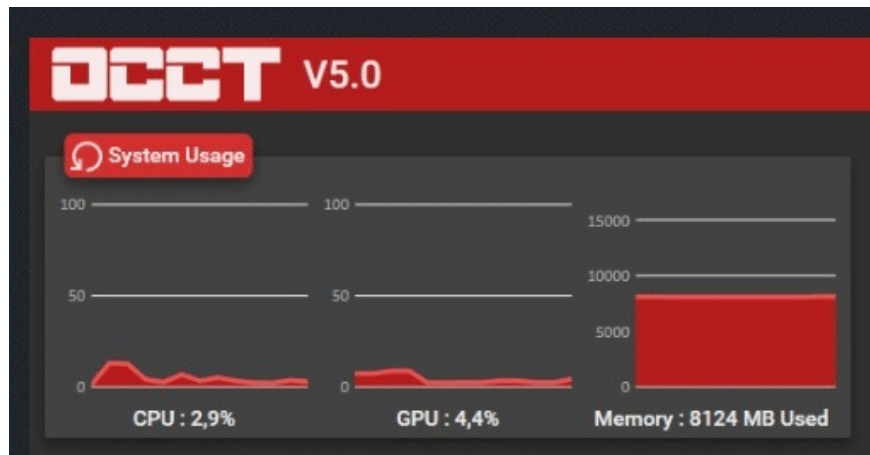 OCCT V5.0
System Usage
100
50
0
CPU : 2,9%
100
50
0
GPU : 4,4%
15000
10000
5000
0
Memory : 8124 MB Used